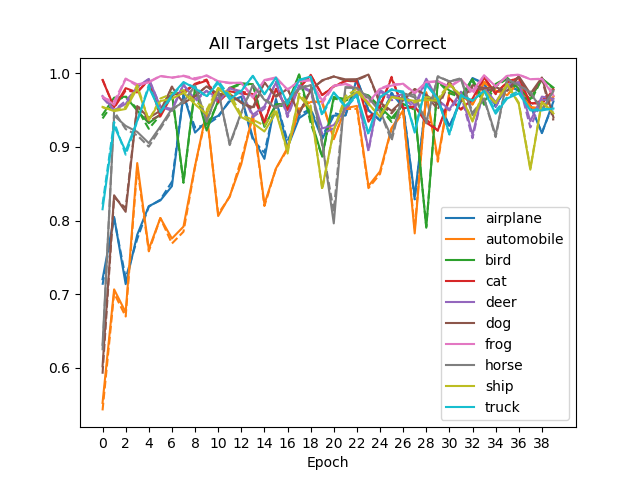 All Targets 1st Place Correct
1.0
0.9
0.8
0.7
0.6
airplane
automobile
bird
cat
deer
dog
frog
horse
ship
truck
0 2 4 6 8 10 12 14 16 18 20 22 24 26 28 30 32 34 36 38
Epoch